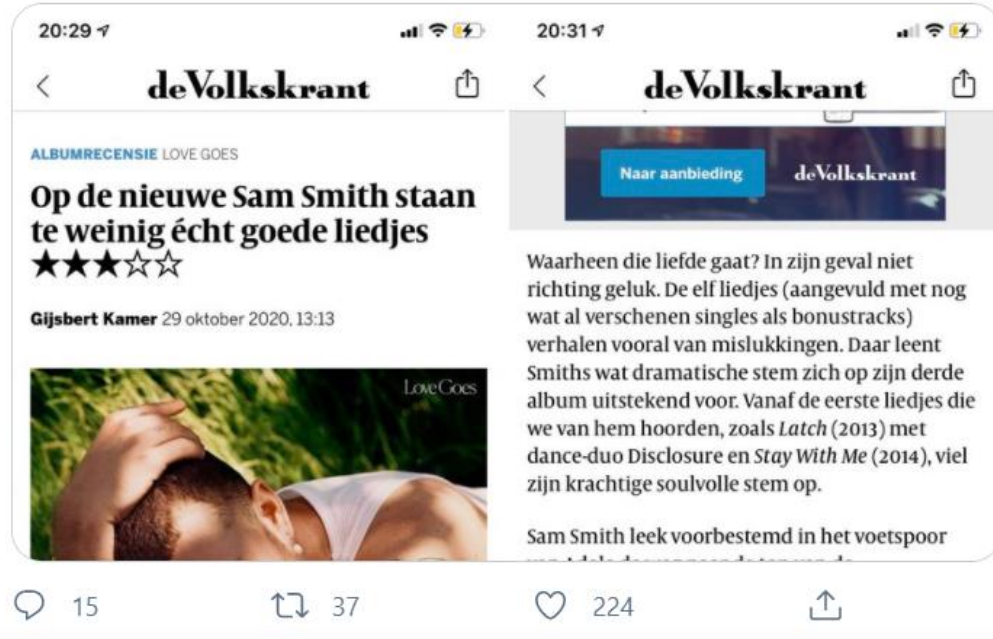 20:29
deVolkskrant
ALBUMRECENSIE LOVE GOES
Op de nieuwe Sam Smith staan
te weinig écht goede liedjes
★★★☆☆
Gijsbert Kamer 29 oktober 2020, 13:13
Love Goes
20:31
deVolkskrant
Naar aanbieding
deVolkskrant
Waarheen die liefde gaat? In zijn geval niet
richting geluk. De elf liedjes (aangevuld met nog
wat al verschenen singles als bonustracks)
verhalen vooral van mislukkingen. Daar leent
Smiths wat dramatische stem zich op zijn derde
album uitstekend voor. Vanaf de eerste liedjes die
we van hem hoorden, zoals Latch (2013) met
dance-duo Disclosure en Stay With Me (2014), viel
zijn krachtige soulvolle stem op.
Sam Smith leek voorbestemd in het voetspoor
15
37
224